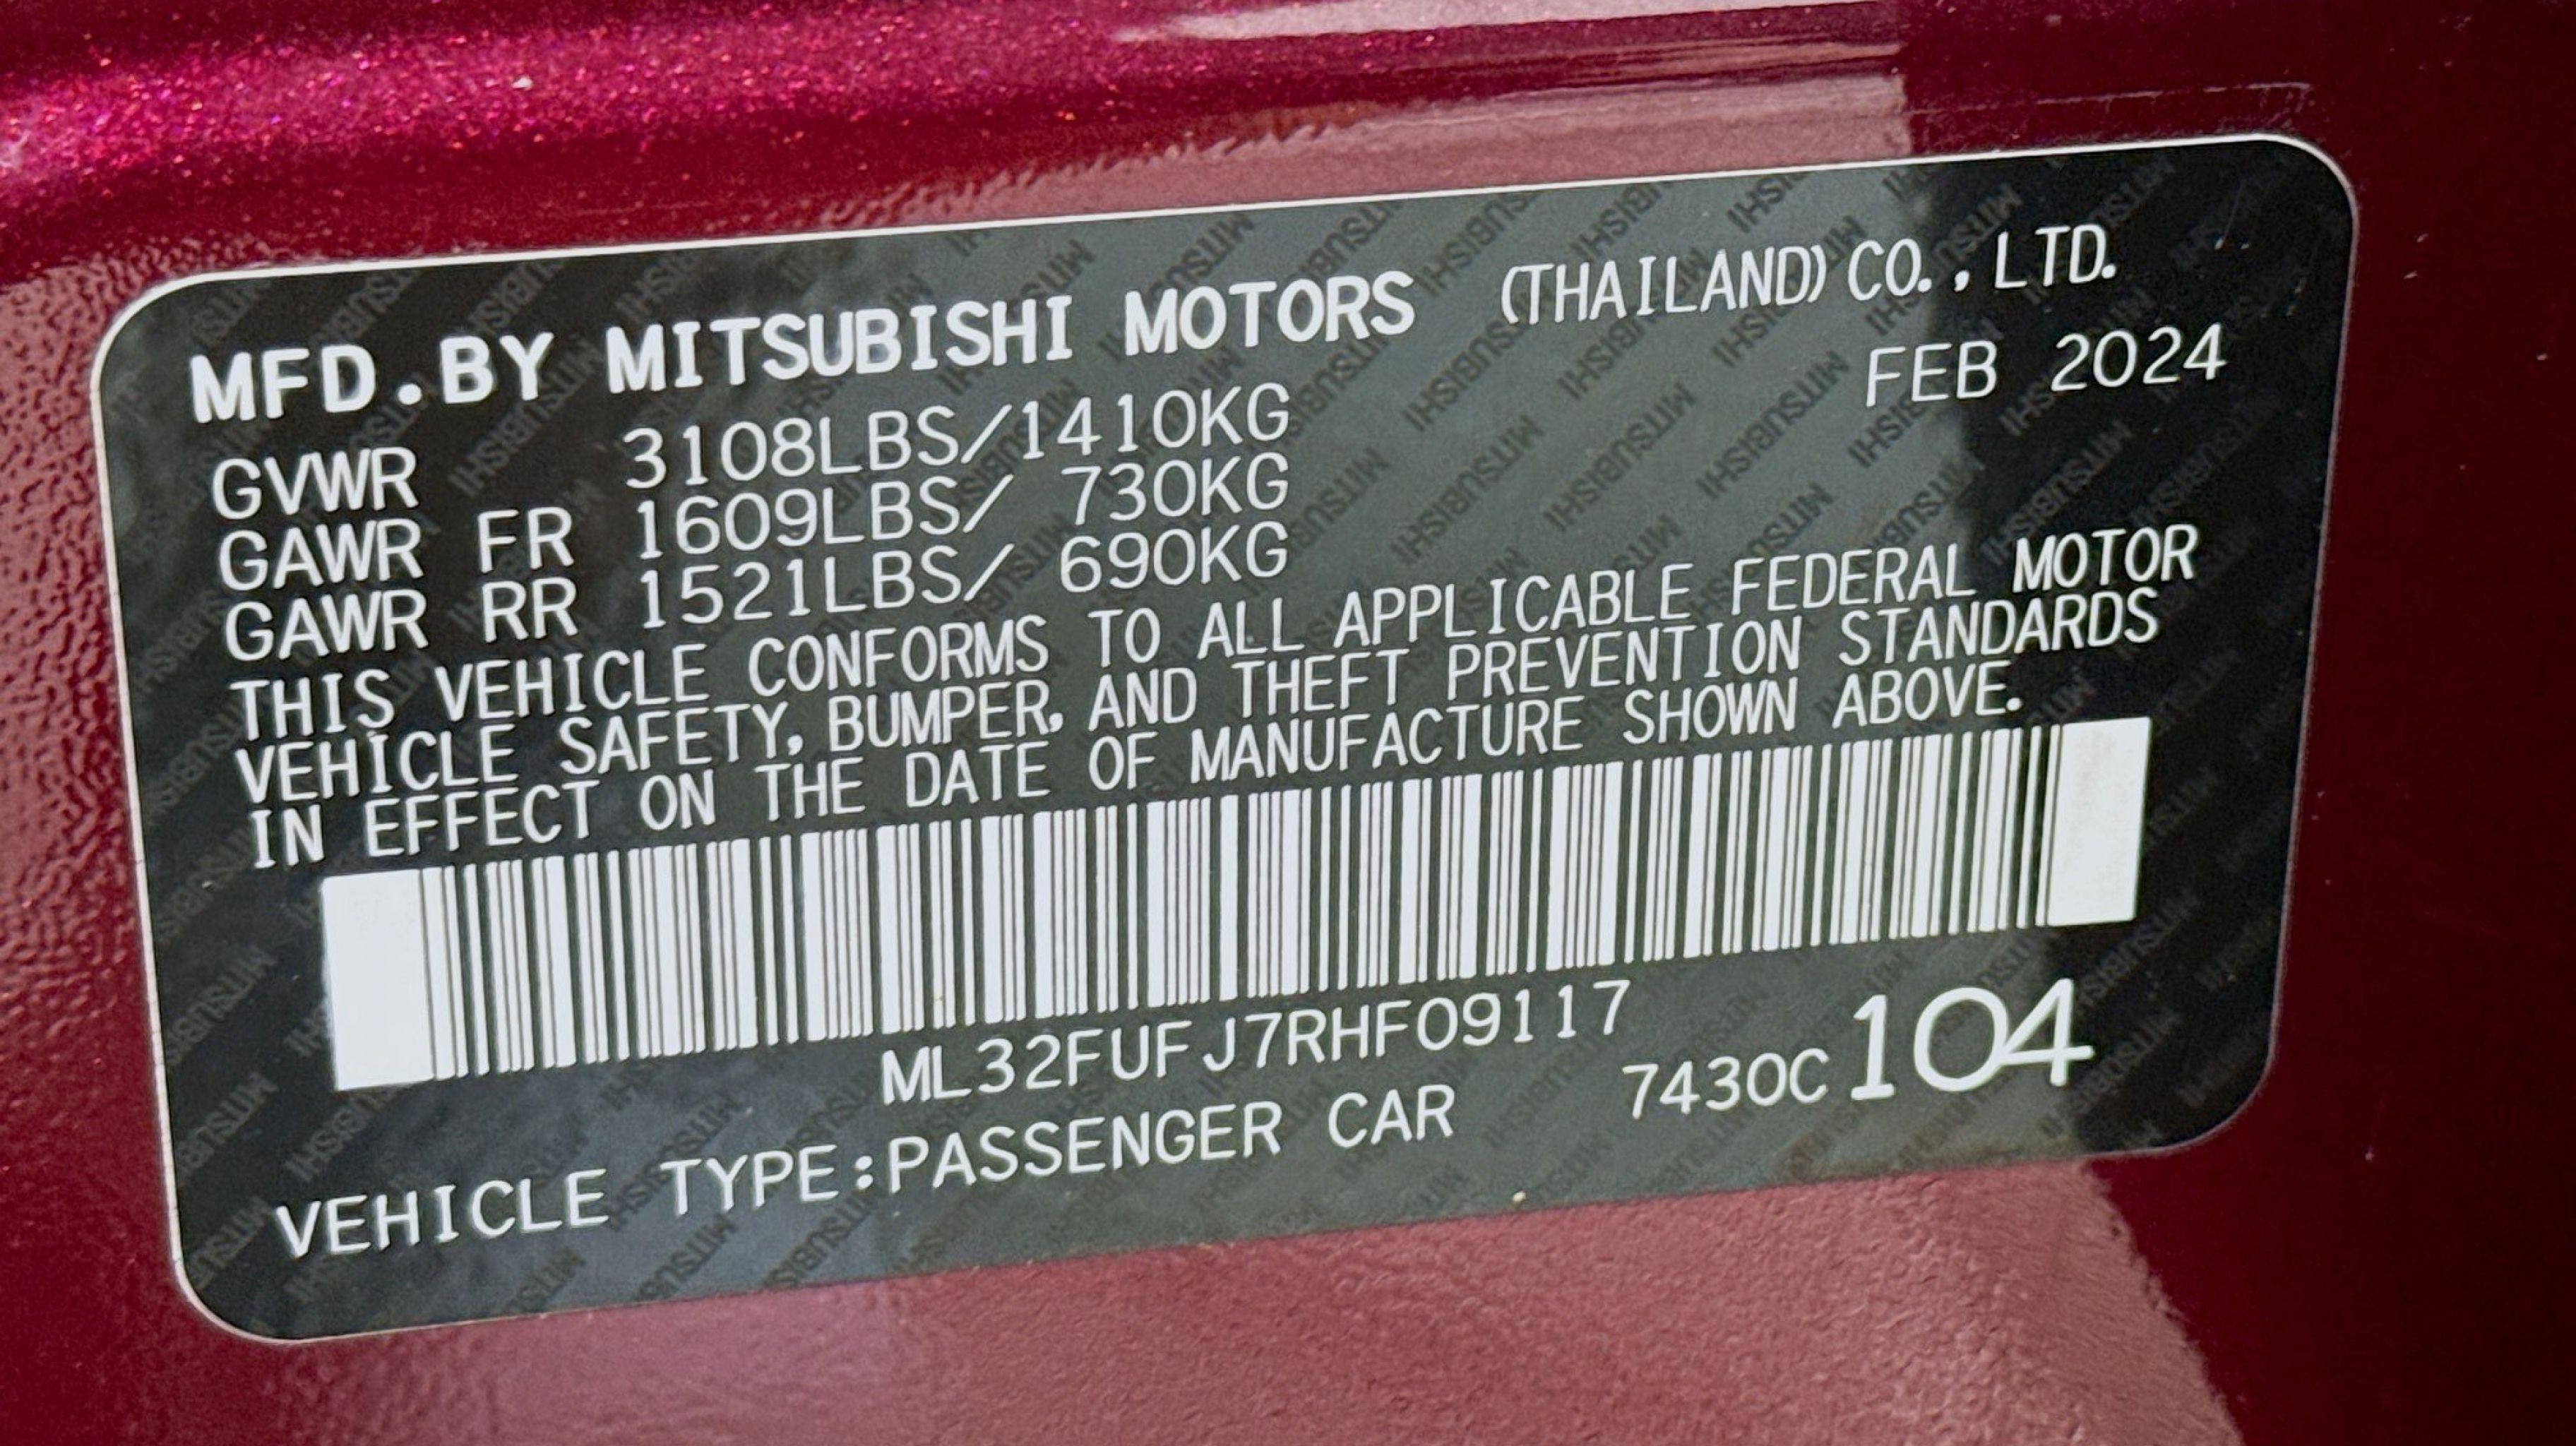 MFD.BY MITSUBISHI MOTORS (THAILAND) CO., LTD.
FEB 2024
GVWR 3108LBS/1410KG
GAWR FR 1609LBS/ 730KG
GAWR RR 1521LBS/ 690KG
THIS VEHICLE CONFORMS TO ALL APPLICABLE FEDERAL MOTOR
VEHICLE SAFETY, BUMPER, AND THEFT PREVENTION STANDARDS
IN EFFECT ON THE DATE OF MANUFACTURE SHOWN ABOVE.
ML32FUFJ7RHF09117
7430C104
VEHICLE TYPE:PASSENGER CAR